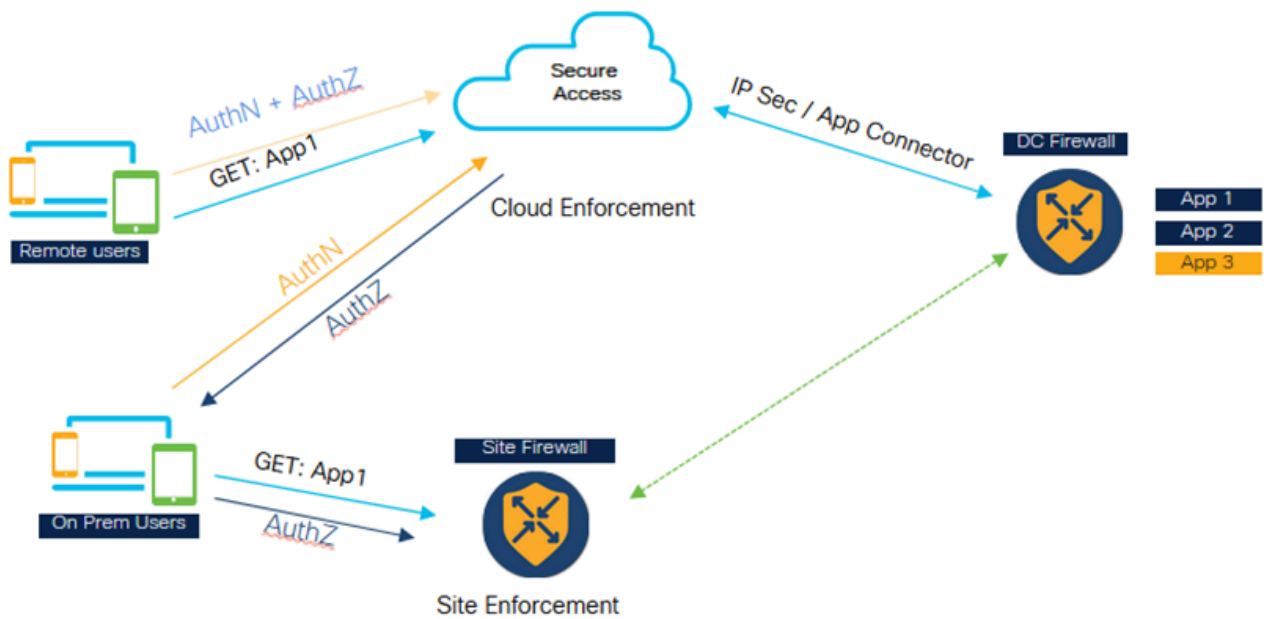 Secure
Access
AuthN + AuthZ
GET: App1
Remote users
IP Sec / App Connector
DC Firewall
App 1
App 2
App 3
Cloud Enforcement
AuthN
AuthZ
On Prem Users
GET: App1
AuthZ
Site Firewall
Site Enforcement